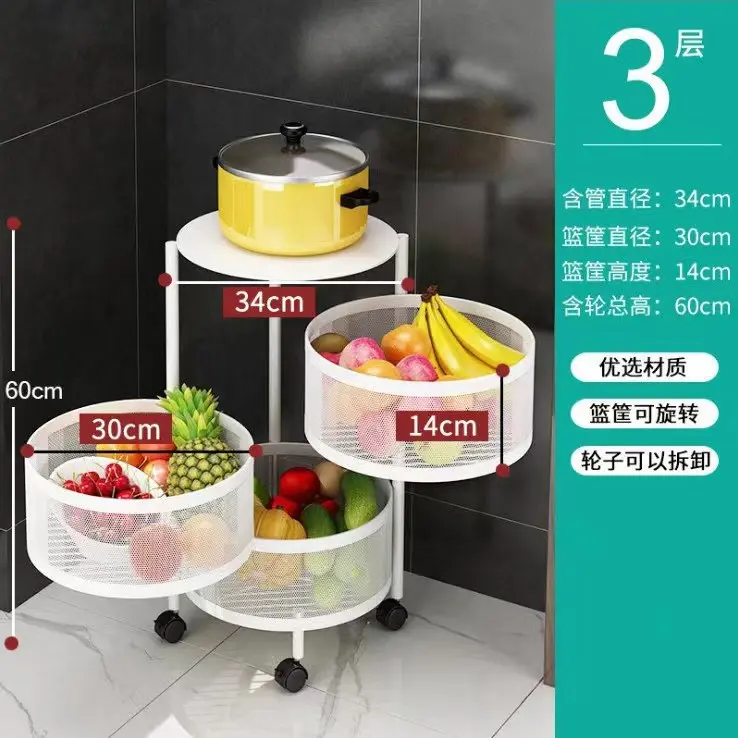 3层
含管直径：34cm
篮筐直径：30cm
篮筐高度：14cm
含轮总高：60cm
优选材质
篮筐可旋转
轮子可以拆卸
34cm
60cm
30cm
14cm